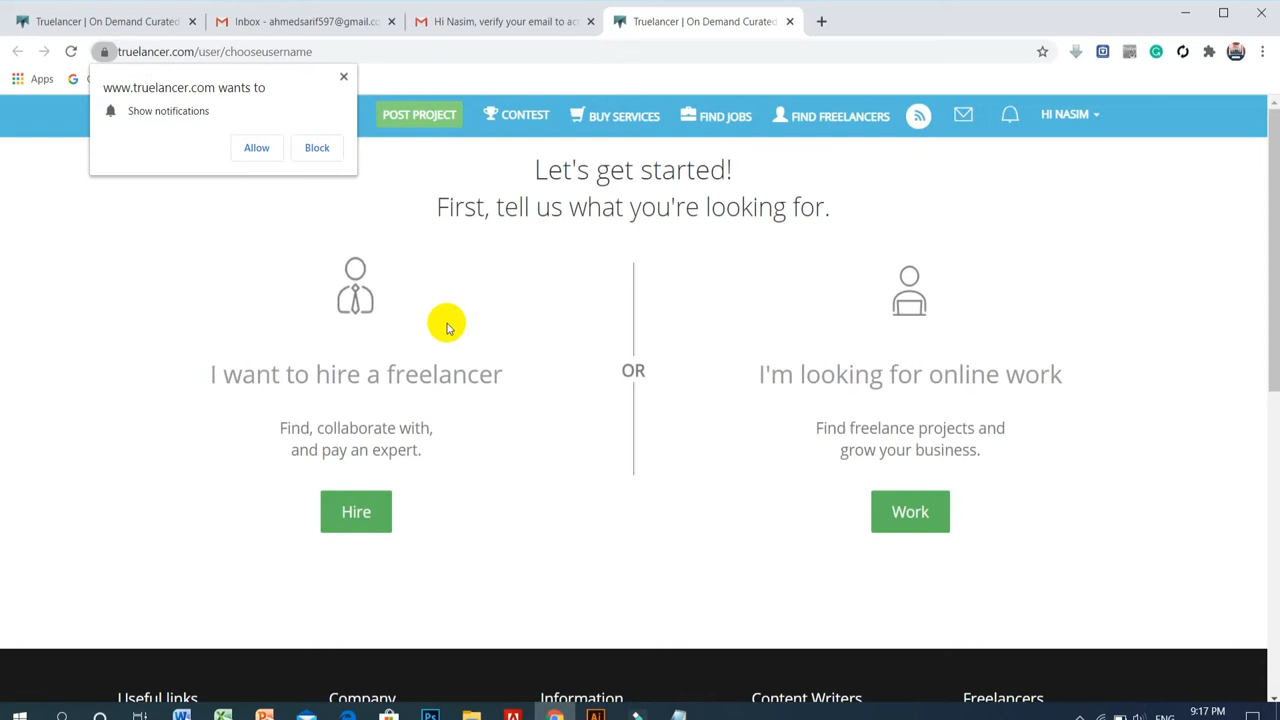 Truelancer | On Demand Curated
Inbox - ahmedsarif597@gmail.co
Hi Nasim, verify your email to ac
Truelancer | On Demand Curated
truelancer.com/user/chooseusername
Apps
www.truelancer.com wants to
Show notifications
Allow
Block
POST PROJECT
CONTEST
BUY SERVICES
FIND JOBS
FIND FREELANCERS
HI NASIM
Let's get started!
First, tell us what you're looking for.
I want to hire a freelancer
Find, collaborate with,
and pay an expert.
Hire
OR
I'm looking for online work
Find freelance projects and
grow your business.
Work
Useful links
Company
Information
Content Writers
Freelancers
ENG
9:17 PM